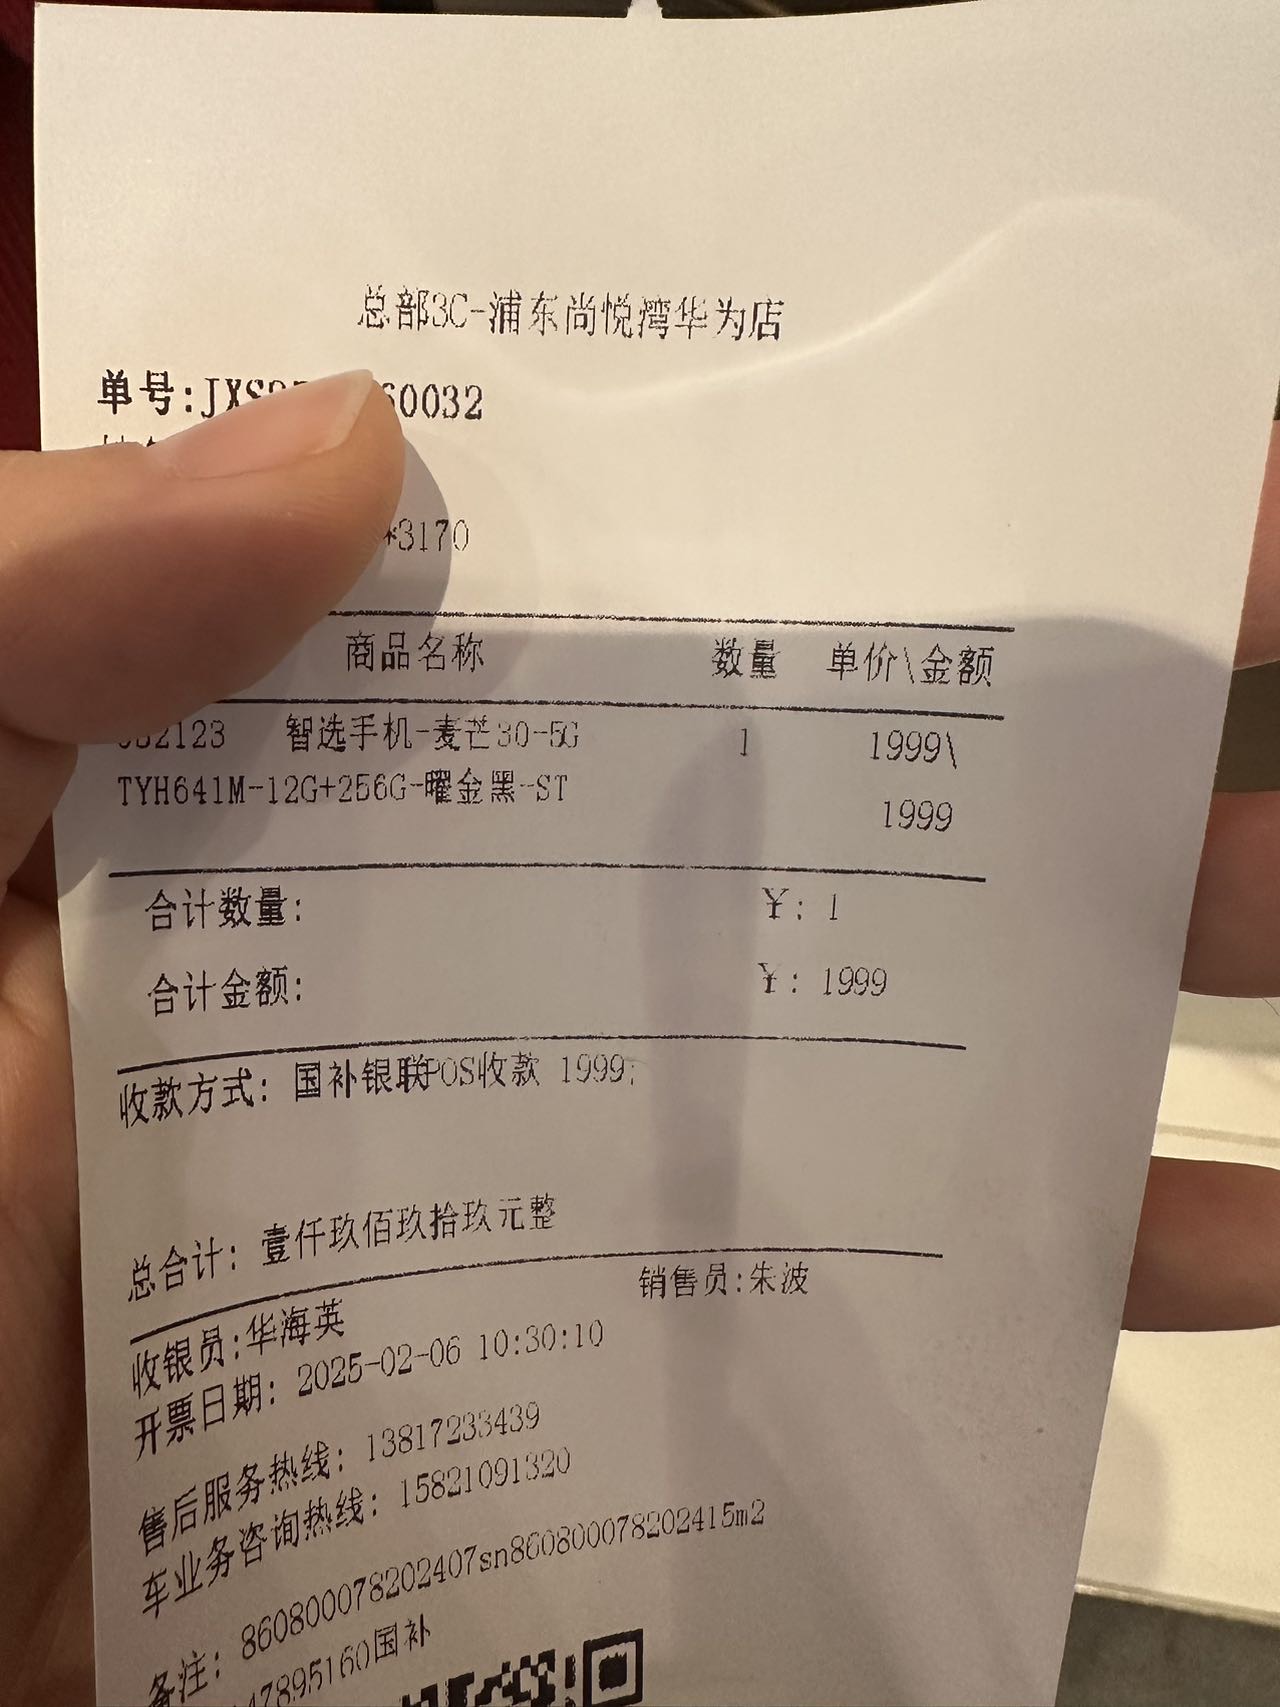 总部3C-浦东尚悦湾华为店
单号:JXS 60032
*3170
商品名称 数量 单价\金额
2123 智选手机-麦芒30-5G 1 1999\
TYH641M-12G+256G-曜金黑-ST 1999
合计数量: ¥: 1
合计金额: ¥: 1999
收款方式: 国补银联POS收款 1999;
总合计: 壹仟玖佰玖拾玖元整
收银员:华海英 销售员:朱波
开票日期: 2025-02-06 10:30:10
售后服务热线: 13817233439
车业务咨询热线: 15821091320
备注: 860800078202407sn860800078202415m2
47895160国补